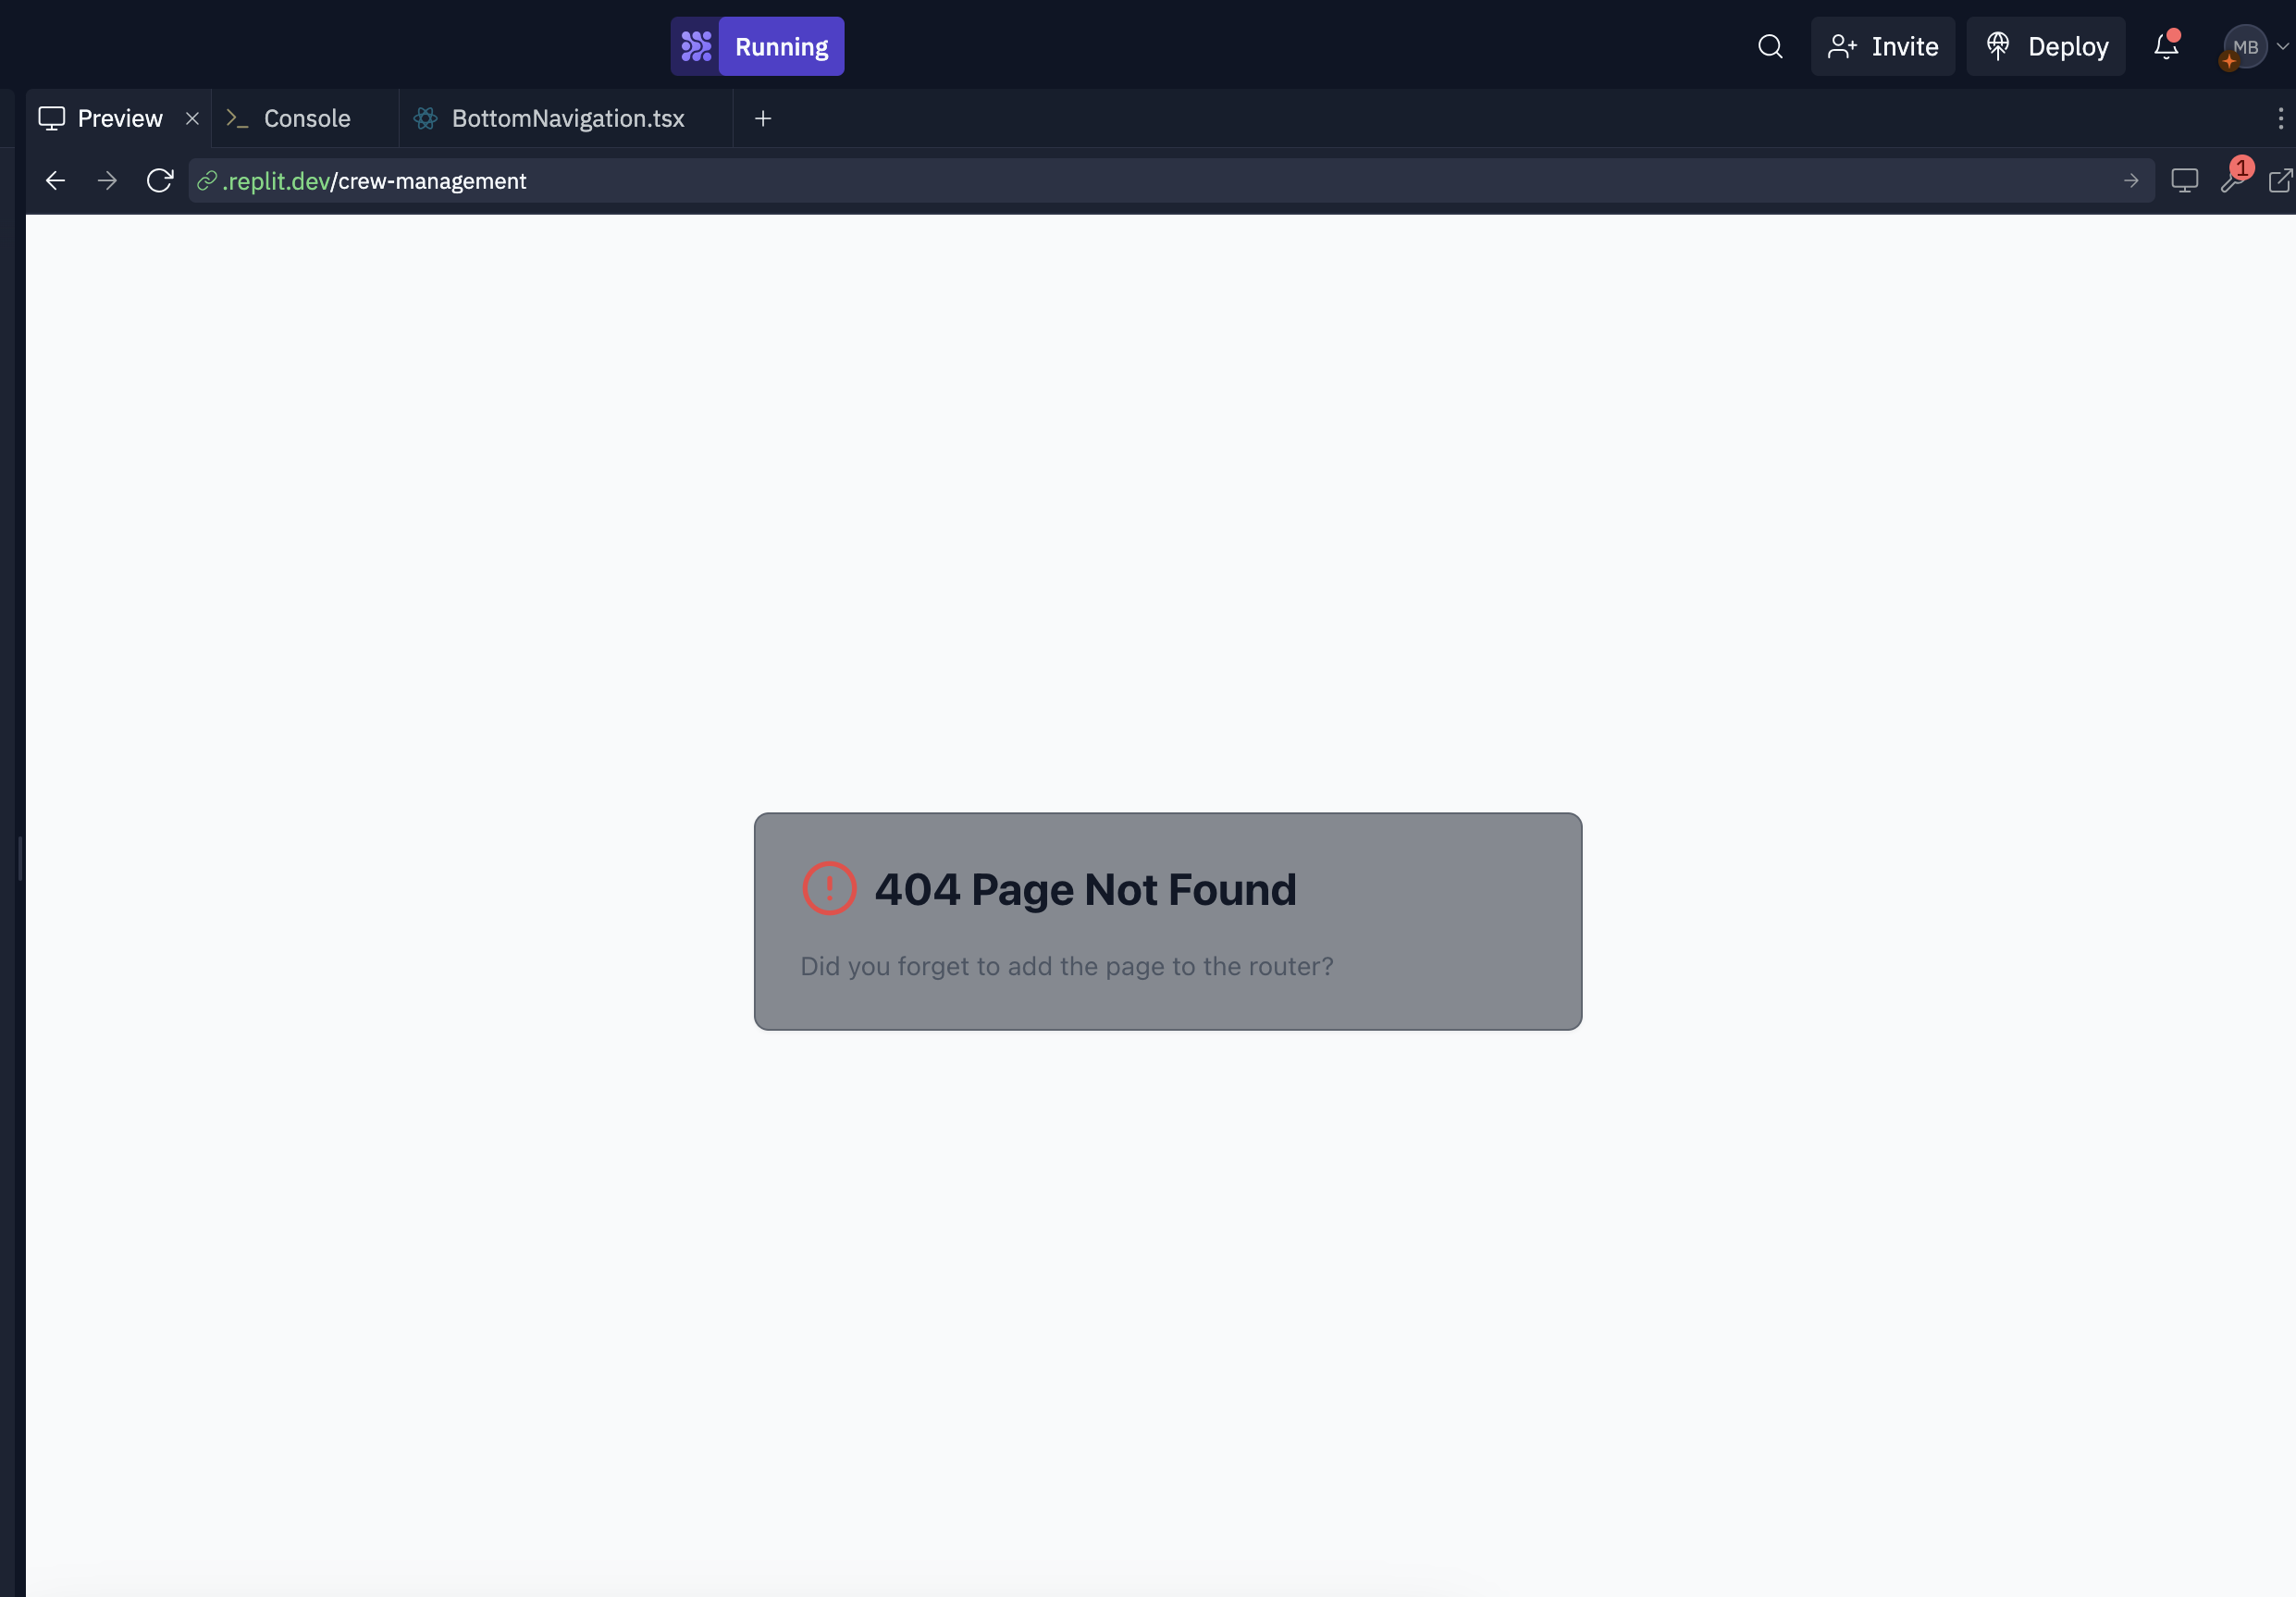 Running
Invite
Deploy
MB
Preview
Console
BottomNavigation.tsx
.replit.dev/crew-management
1
404 Page Not Found
Did you forget to add the page to the router?